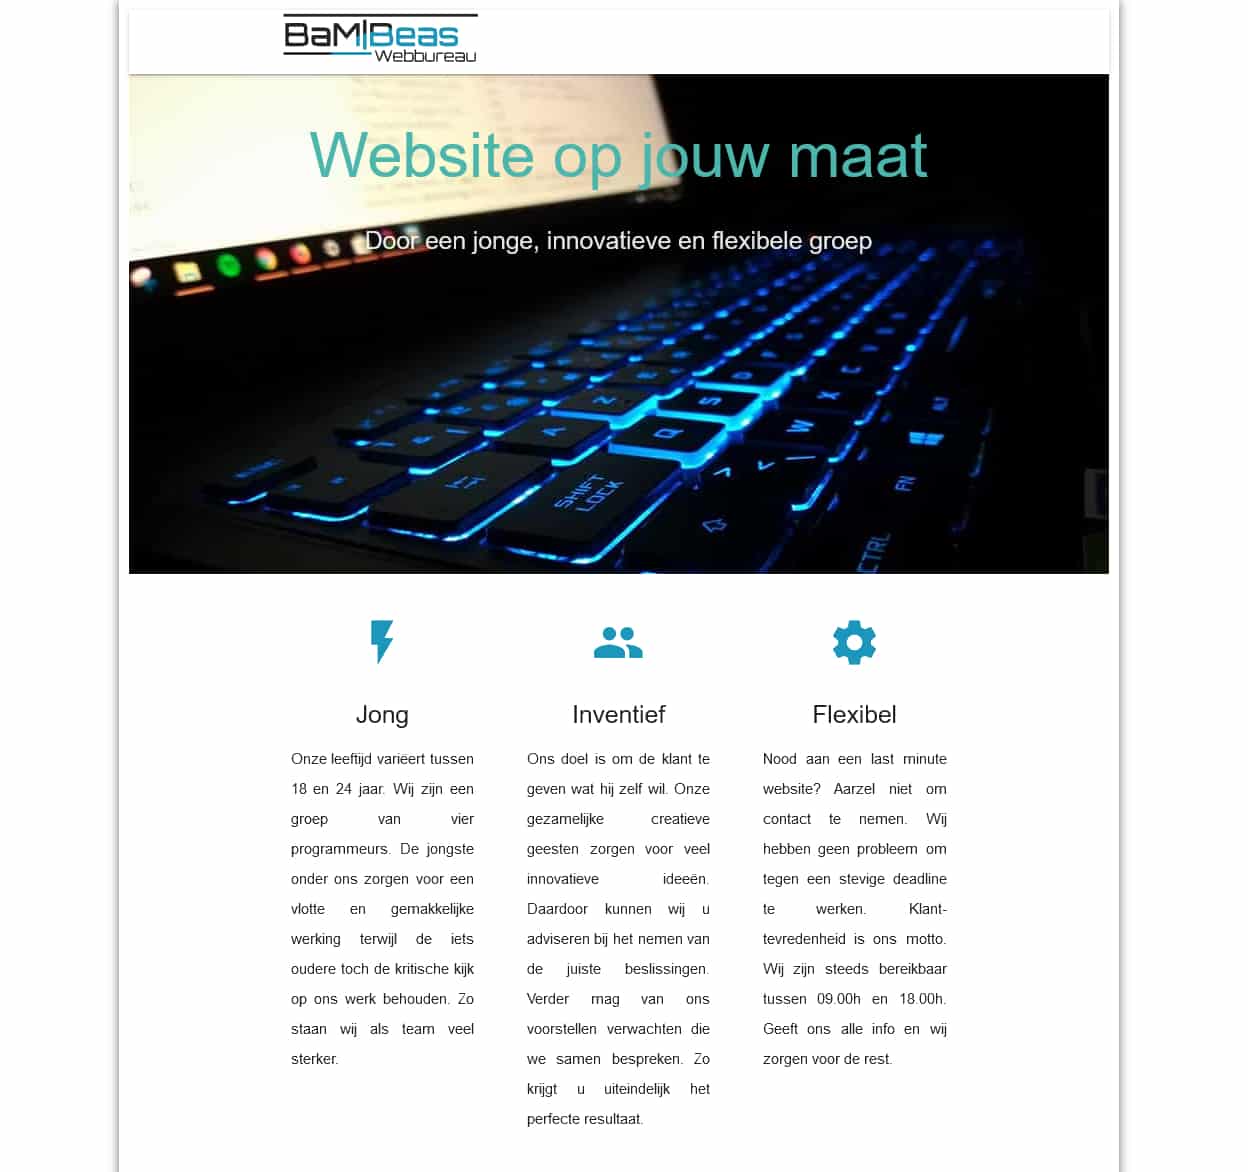 BaM|Beas
Webbureau
Website op jouw maat
Door een jonge, innovatieve en flexibele groep
SHIFT
LOCK
CTRL
FN
Jong
Onze leeftijd variëert tussen
18 en 24 jaar. Wij zijn een
groep van vier
programmeurs. De jongste
onder ons zorgen voor een
vlotte en gemakkelijke
werking terwijl de iets
oudere toch de kritische kijk
op ons werk behouden. Zo
staan wij als team veel
sterker.
Inventief
Ons doel is om de klant te
geven wat hij zelf wil. Onze
gezamelijke creatieve
geesten zorgen voor veel
innovatieve ideeën.
Daardoor kunnen wij u
adviseren bij het nemen van
de juiste beslissingen.
Verder mag van ons
voorstellen verwachten die
we samen bespreken. Zo
krijgt u uiteindelijk het
perfecte resultaat.
Flexibel
Nood aan een last minute
website? Aarzel niet om
contact te nemen. Wij
hebben geen probleem om
tegen een stevige deadline
te werken. Klant-
tevredenheid is ons motto.
Wij zijn steeds bereikbaar
tussen 09.00h en 18.00h.
Geeft ons alle info en wij
zorgen voor de rest.